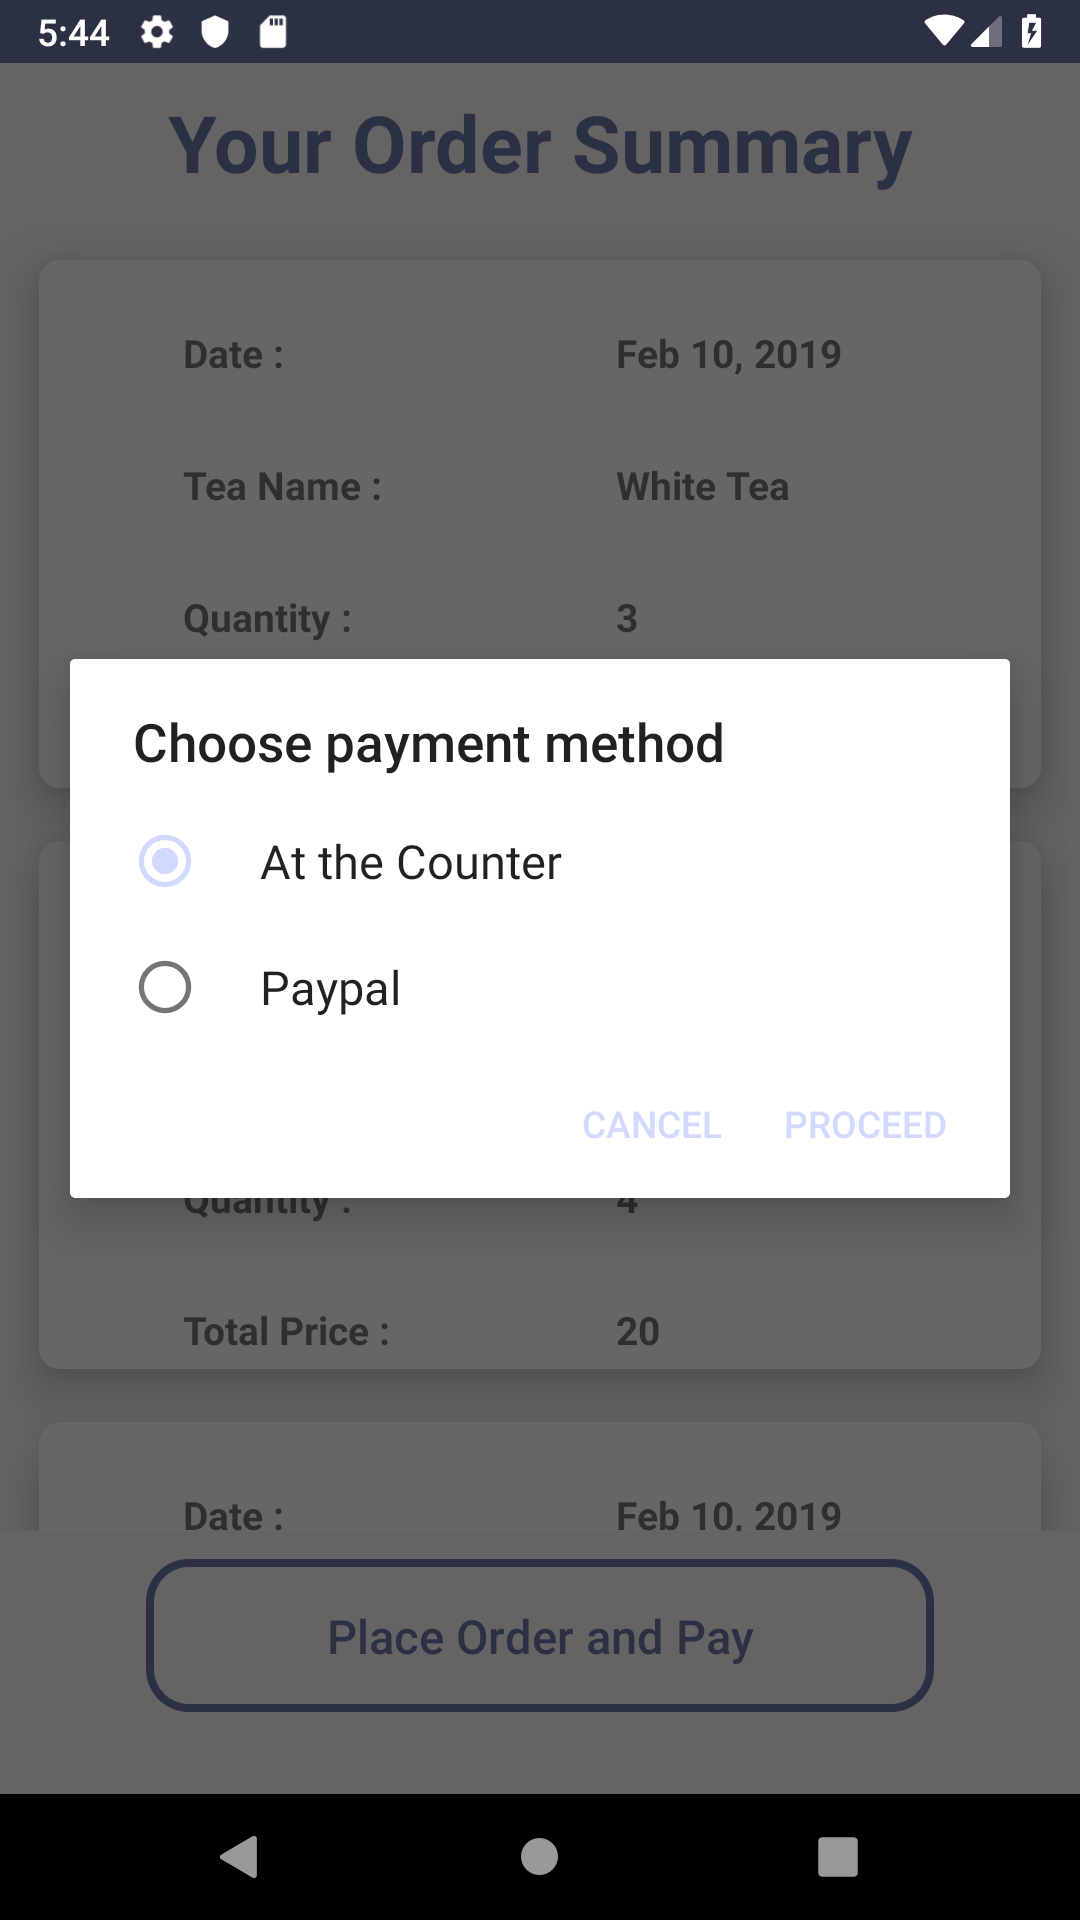 5:44
Your Order Summary
Date : Feb 10, 2019
Tea Name : White Tea
Quantity : 3
Choose payment method
At the Counter
Paypal
CANCEL PROCEED
Quantity : 4
Total Price : 20
Date : Feb 10, 2019
Place Order and Pay